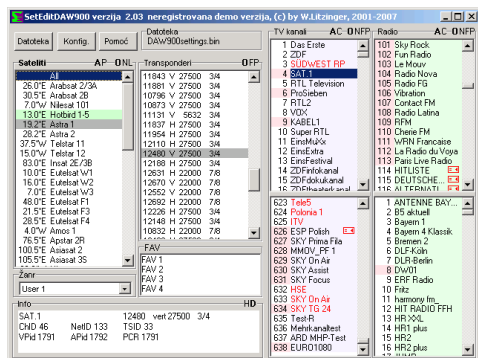 SetEditDAW900 verzija 2.03 neregistrovana demo verzija, (c) by W.Litzinger, 2001-2007
Datoteka
Konfig.
Pomoć
Datoteka
DAW900settings.bin
Sateliti AP ONL
All
26.0°E Arabsat 2/3A
30.5°E Arabsat 2B
7.0°W Nilesat 101
13.0°E Hotbird 1-5
19.2°E Astra 1
28.2°E Astra 2
37.5°W Telstar 11
15.0°W Telstar 12
83.0°E Insat 2E/3B
10.0°E Eutelsat W1
16.0°E Eutelsat W2
7.0°E Eutelsat W3
48.0°E Eutelsat F1
21.5°E Eutelsat F3
28.5°E Eutelsat F4
4.0°W Amos 1
76.5°E Apstar 2R
100.5°E Asiasat 2
105.5°E Asiasat 3S
Žanr
User 1
Transponderi OFP
11843 V 27500 3/4
11881 V 27500 3/4
10796 V 27500 3/4
10873 V 27500 3/4
11131 V 5632 3/4
11837 H 27500 3/4
11954 H 27500 3/4
12110 H 27500 3/4
12480 V 27500 3/4
12188 H 27500 3/4
12631 H 22000 7/8
12670 V 22000 7/8
12552 V 22000 7/8
12692 H 22000 7/8
12226 H 27500 3/4
12148 H 27500 3/4
10832 H 22000 7/8
FAV
FAV 1
FAV 2
FAV 3
FAV 4
Info HD
SAT.1 12480 vert 27500 3/4
ChID 46 NetID 133 TSID 33
VPid 1791 APid 1792 PCR 1791
TV kanali AC ONFP
1 Das Erste
2 ZDF
3 SÜDWEST RP
4 SAT.1
5 RTL Television
6 ProSieben
7 RTL2
8 VOX
9 KABEL1
10 Super RTL
11 EinsMuXx
12 EinsExtra
13 EinsFestival
14 ZDFinfokanal
15 ZDFdokukanal
16 ZDFtheaterkanal
623 Tele5
624 Polonia 1
625 iTV
626 ESP Polish
627 SKY Prima Fila
628 MMOV_PF 1
629 SKY On Air
630 SKY Assist
631 SKY Focus
632 HSE
633 SKY On Air
634 SKY TG 24
635 Test-R
636 Mehrkanaltest
637 ARD MHP-Test
638 EURO1080
Radio AC ONFP
101 Sky Rock
102 Fun Radio
103 Le Mouv
104 Radio Nova
105 Radio FG
106 Vibration
107 Contact FM
108 Radio Latina
109 RFM
110 Cherie FM
111 WRN Francaise
112 La Radio du Voya
113 Paris Live Radio
114 HITLISTE
115 DEUTSCHE...
116 ALTERNATI...
1 ANTENNE BAY...
2 B5 aktuell
3 Bayern 1
4 Bayern 4 Klassik
5 Bremen 2
6 DLF-Köln
7 DLR-Berlin
8 DW01
9 ERF Radio
10 Fritz
11 harmony fm_
12 HIT RADIO FFH
13 HR XXL
14 HR1 plus
15 HR2
16 HR2 plus
17 JUMP